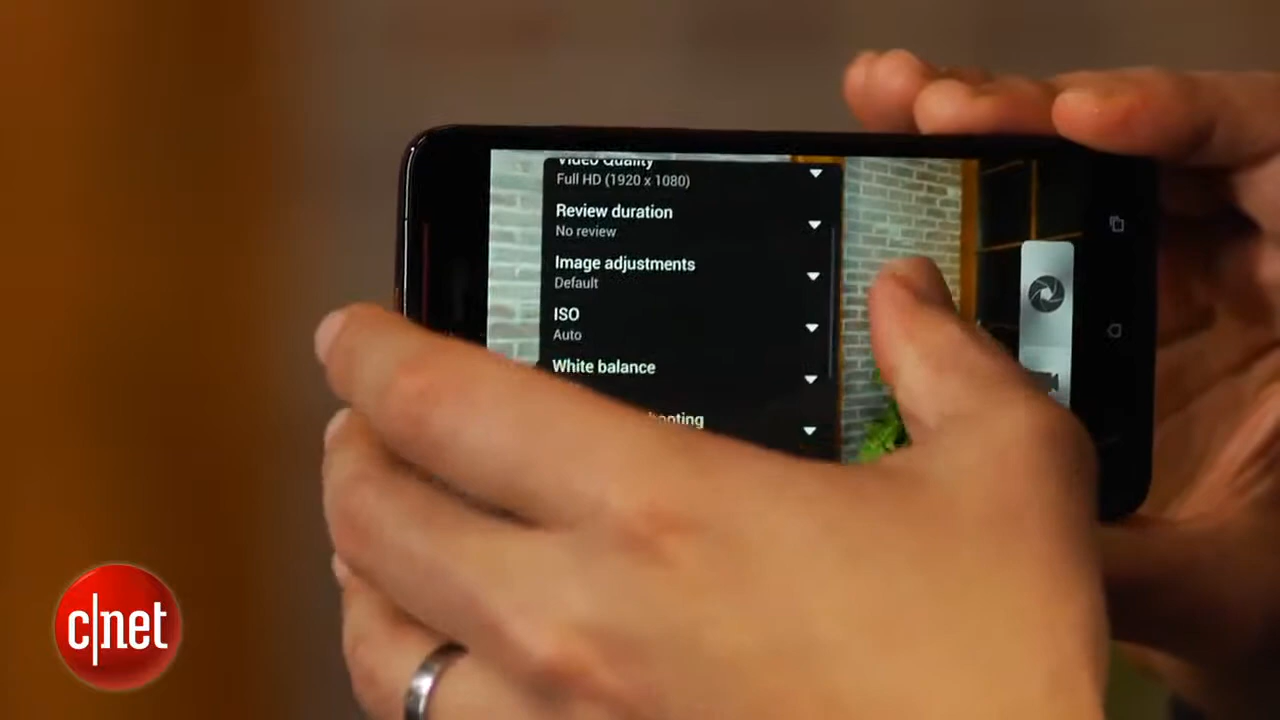 Video Quality
Full HD (1920 x 1080)
Review duration
No review
Image adjustments
Default
ISO
Auto
White balance
c|net